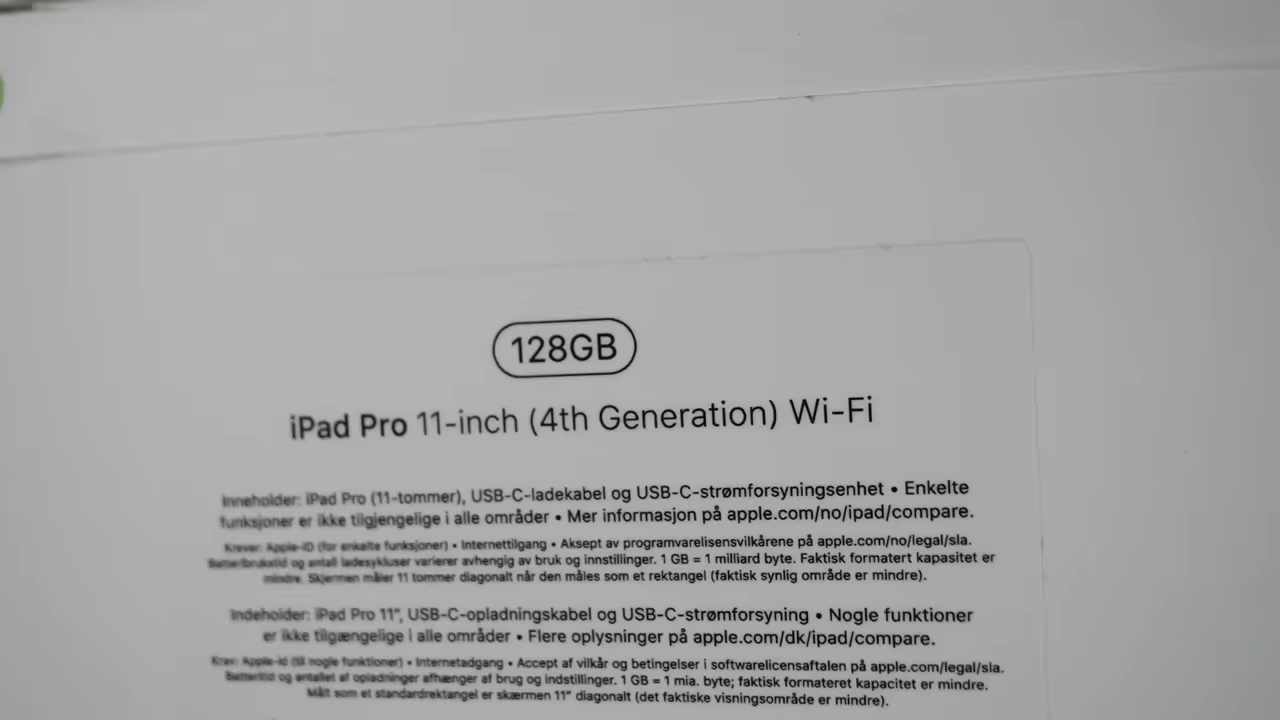 128GB
iPad Pro 11-inch (4th Generation) Wi-Fi
Inneholder: iPad Pro (11-tommer), USB-C-ladekabel og USB-C-strømforsyningsenhet • Enkelte
funksjoner er ikke tilgjengelige i alle områder • Mer informasjon på apple.com/no/ipad/compare.
Krever: Apple-ID (for enkelte funksjoner) • Internettilgang • Aksept av programvarelisensvilkårene på apple.com/no/legal/sla.
Batteribrukstid og antall ladesykluser varierer avhengig av bruk og innstillinger. 1 GB = 1 milliard byte. Faktisk formatert kapasitet er
mindre. Skjermen måler 11 tommer diagonalt når den måles som et rektangel (faktisk synlig område er mindre).
Indeholder: iPad Pro 11", USB-C-opladningskabel og USB-C-strømforsyning • Nogle funktioner
er ikke tilgængelige i alle områder • Flere oplysninger på apple.com/dk/ipad/compare.
Krav: Apple-id (til nogle funktioner) • Internetadgang • Accept af vilkår og betingelser i softwarelicensaftalen på apple.com/legal/sla.
Batteritid og antallet af opladninger afhænger af brug og indstillinger. 1 GB = 1 mia. byte; faktisk formateret kapacitet er mindre.
Målt som et standardrektangel er skærmen 11" diagonalt (det faktiske visningsområde er mindre).